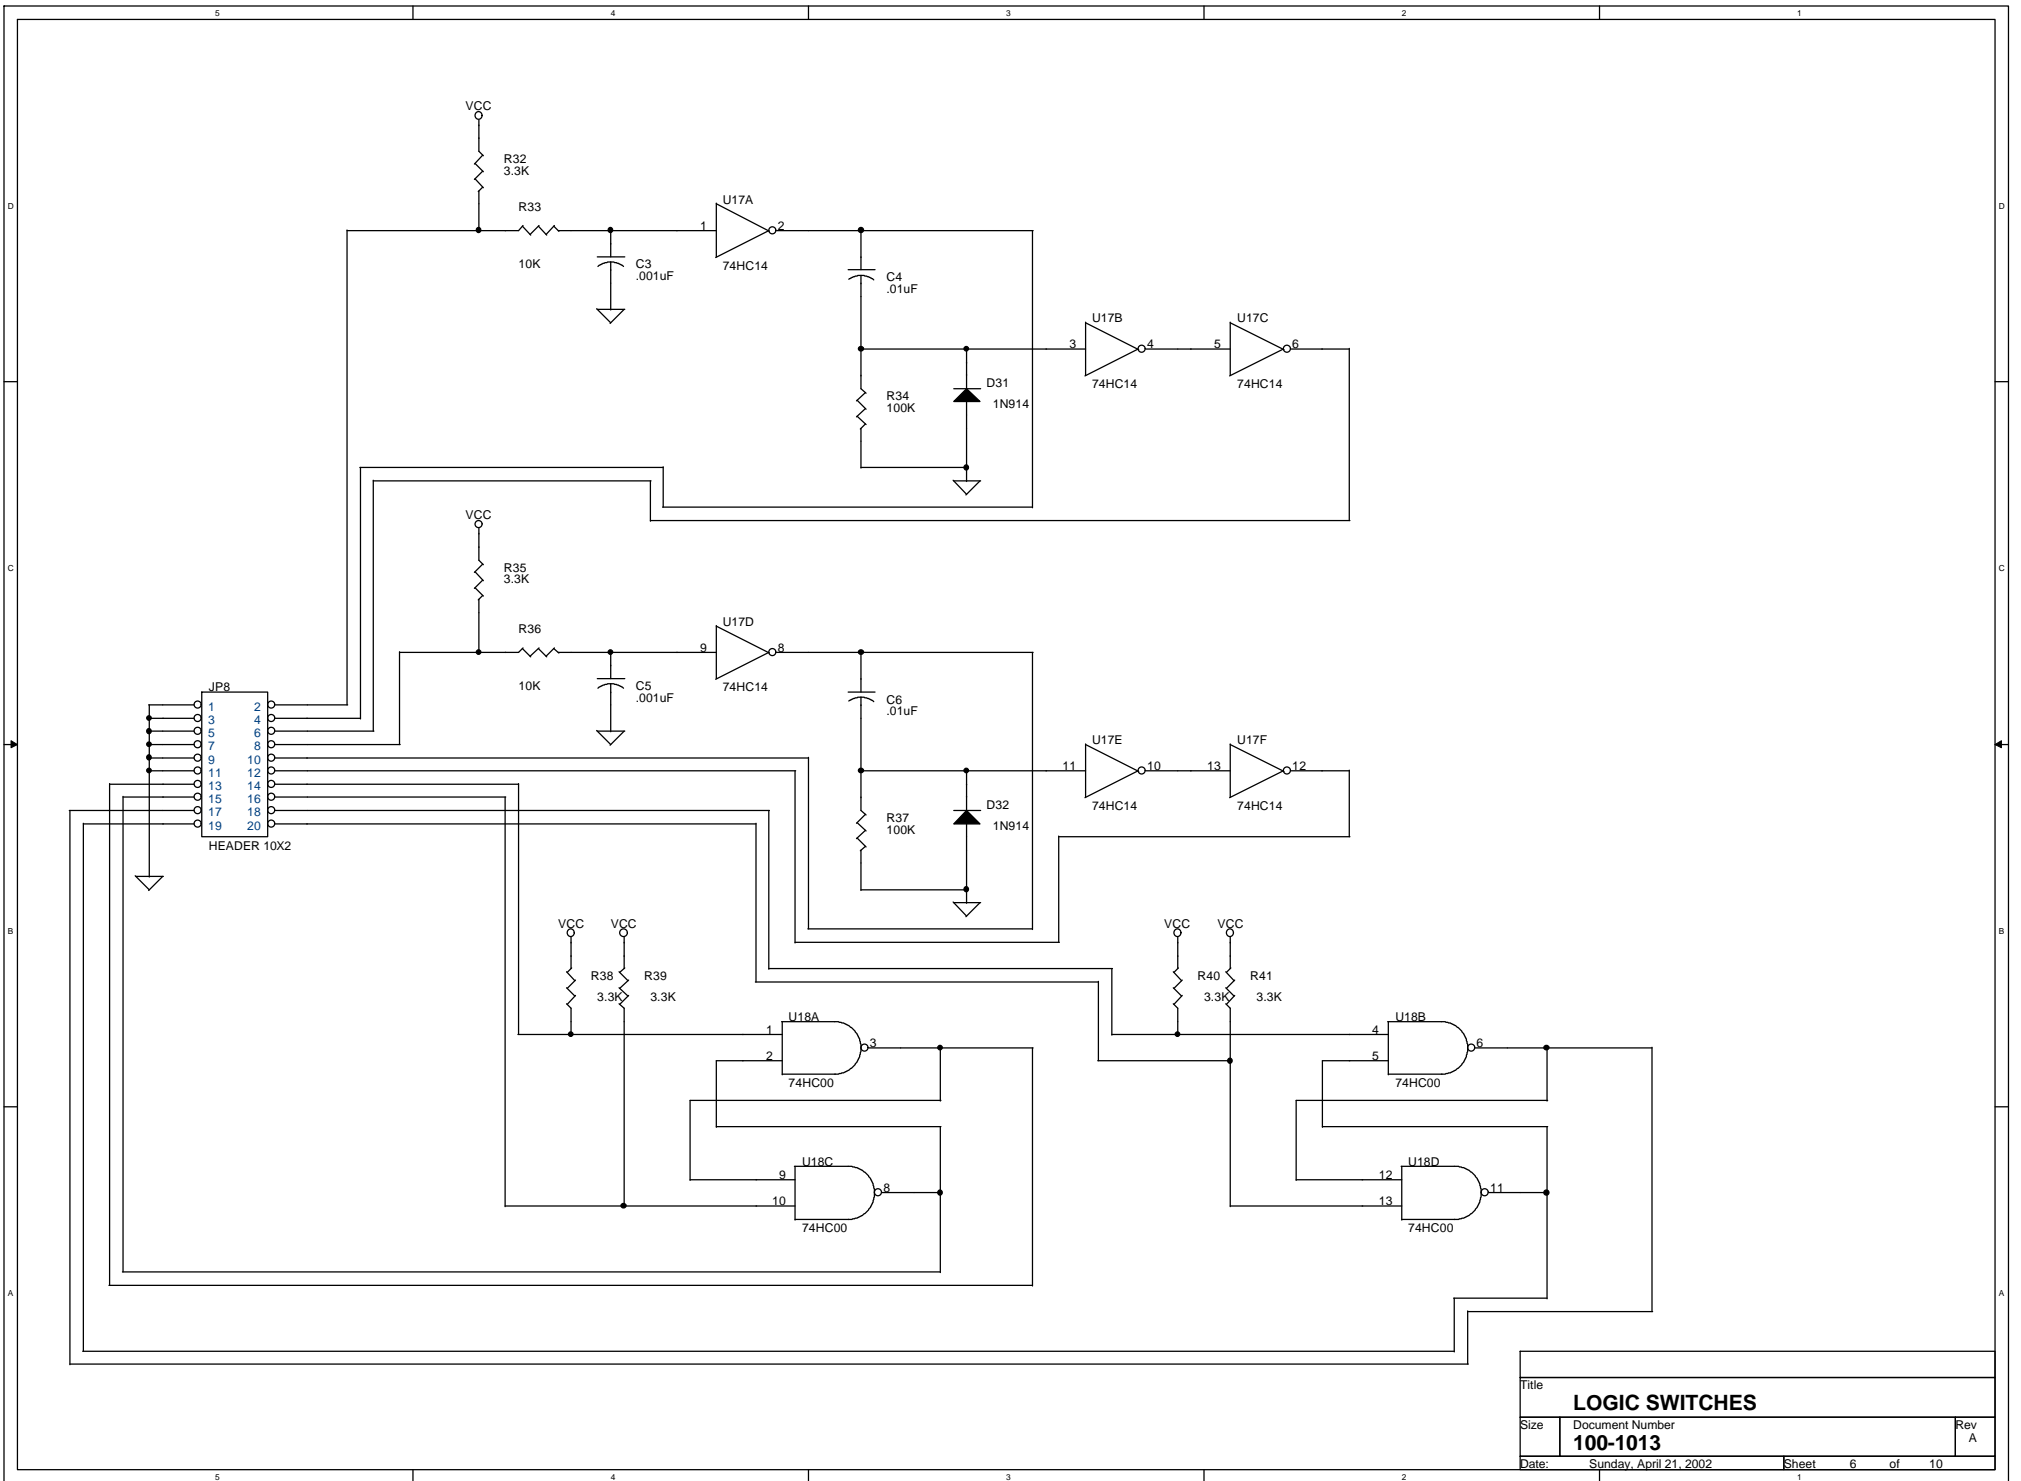 5 4 3 2 1
VCC
R32
3.3K
R33
10K
C3
.001uF
U17A
1 2
74HC14
C4
.01uF
D D
U17B
3 4
74HC14
U17C
5 6
74HC14
R34
100K
D31
1N914
VCC
R35
3.3K
C C
R36
10K
C5
.001uF
U17D
9 8
74HC14
C6
.01uF
U17E
11 10
74HC14
U17F
13 12
74HC14
R37
100K
D32
1N914
JP8
1 2
3 4
5 6
7 8
9 10
11 12
13 14
15 16
17 18
19 20
HEADER 10X2
B B
VCC VCC
R38 R39
3.3K 3.3K
U18A
1
2
3
74HC00
U18C
9
10
8
74HC00
VCC VCC
R40 R41
3.3K 3.3K
U18B
4
5
6
74HC00
U18D
12
13
11
74HC00
A A
Title
LOGIC SWITCHES
Size Document Number Rev
100-1013 A
Date: Sunday, April 21, 2002 Sheet 6 of 10
5 4 3 2 1